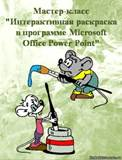 Мастер-класс
"Интерактивная раскраска
в программе Microsoft
Office Power Point"